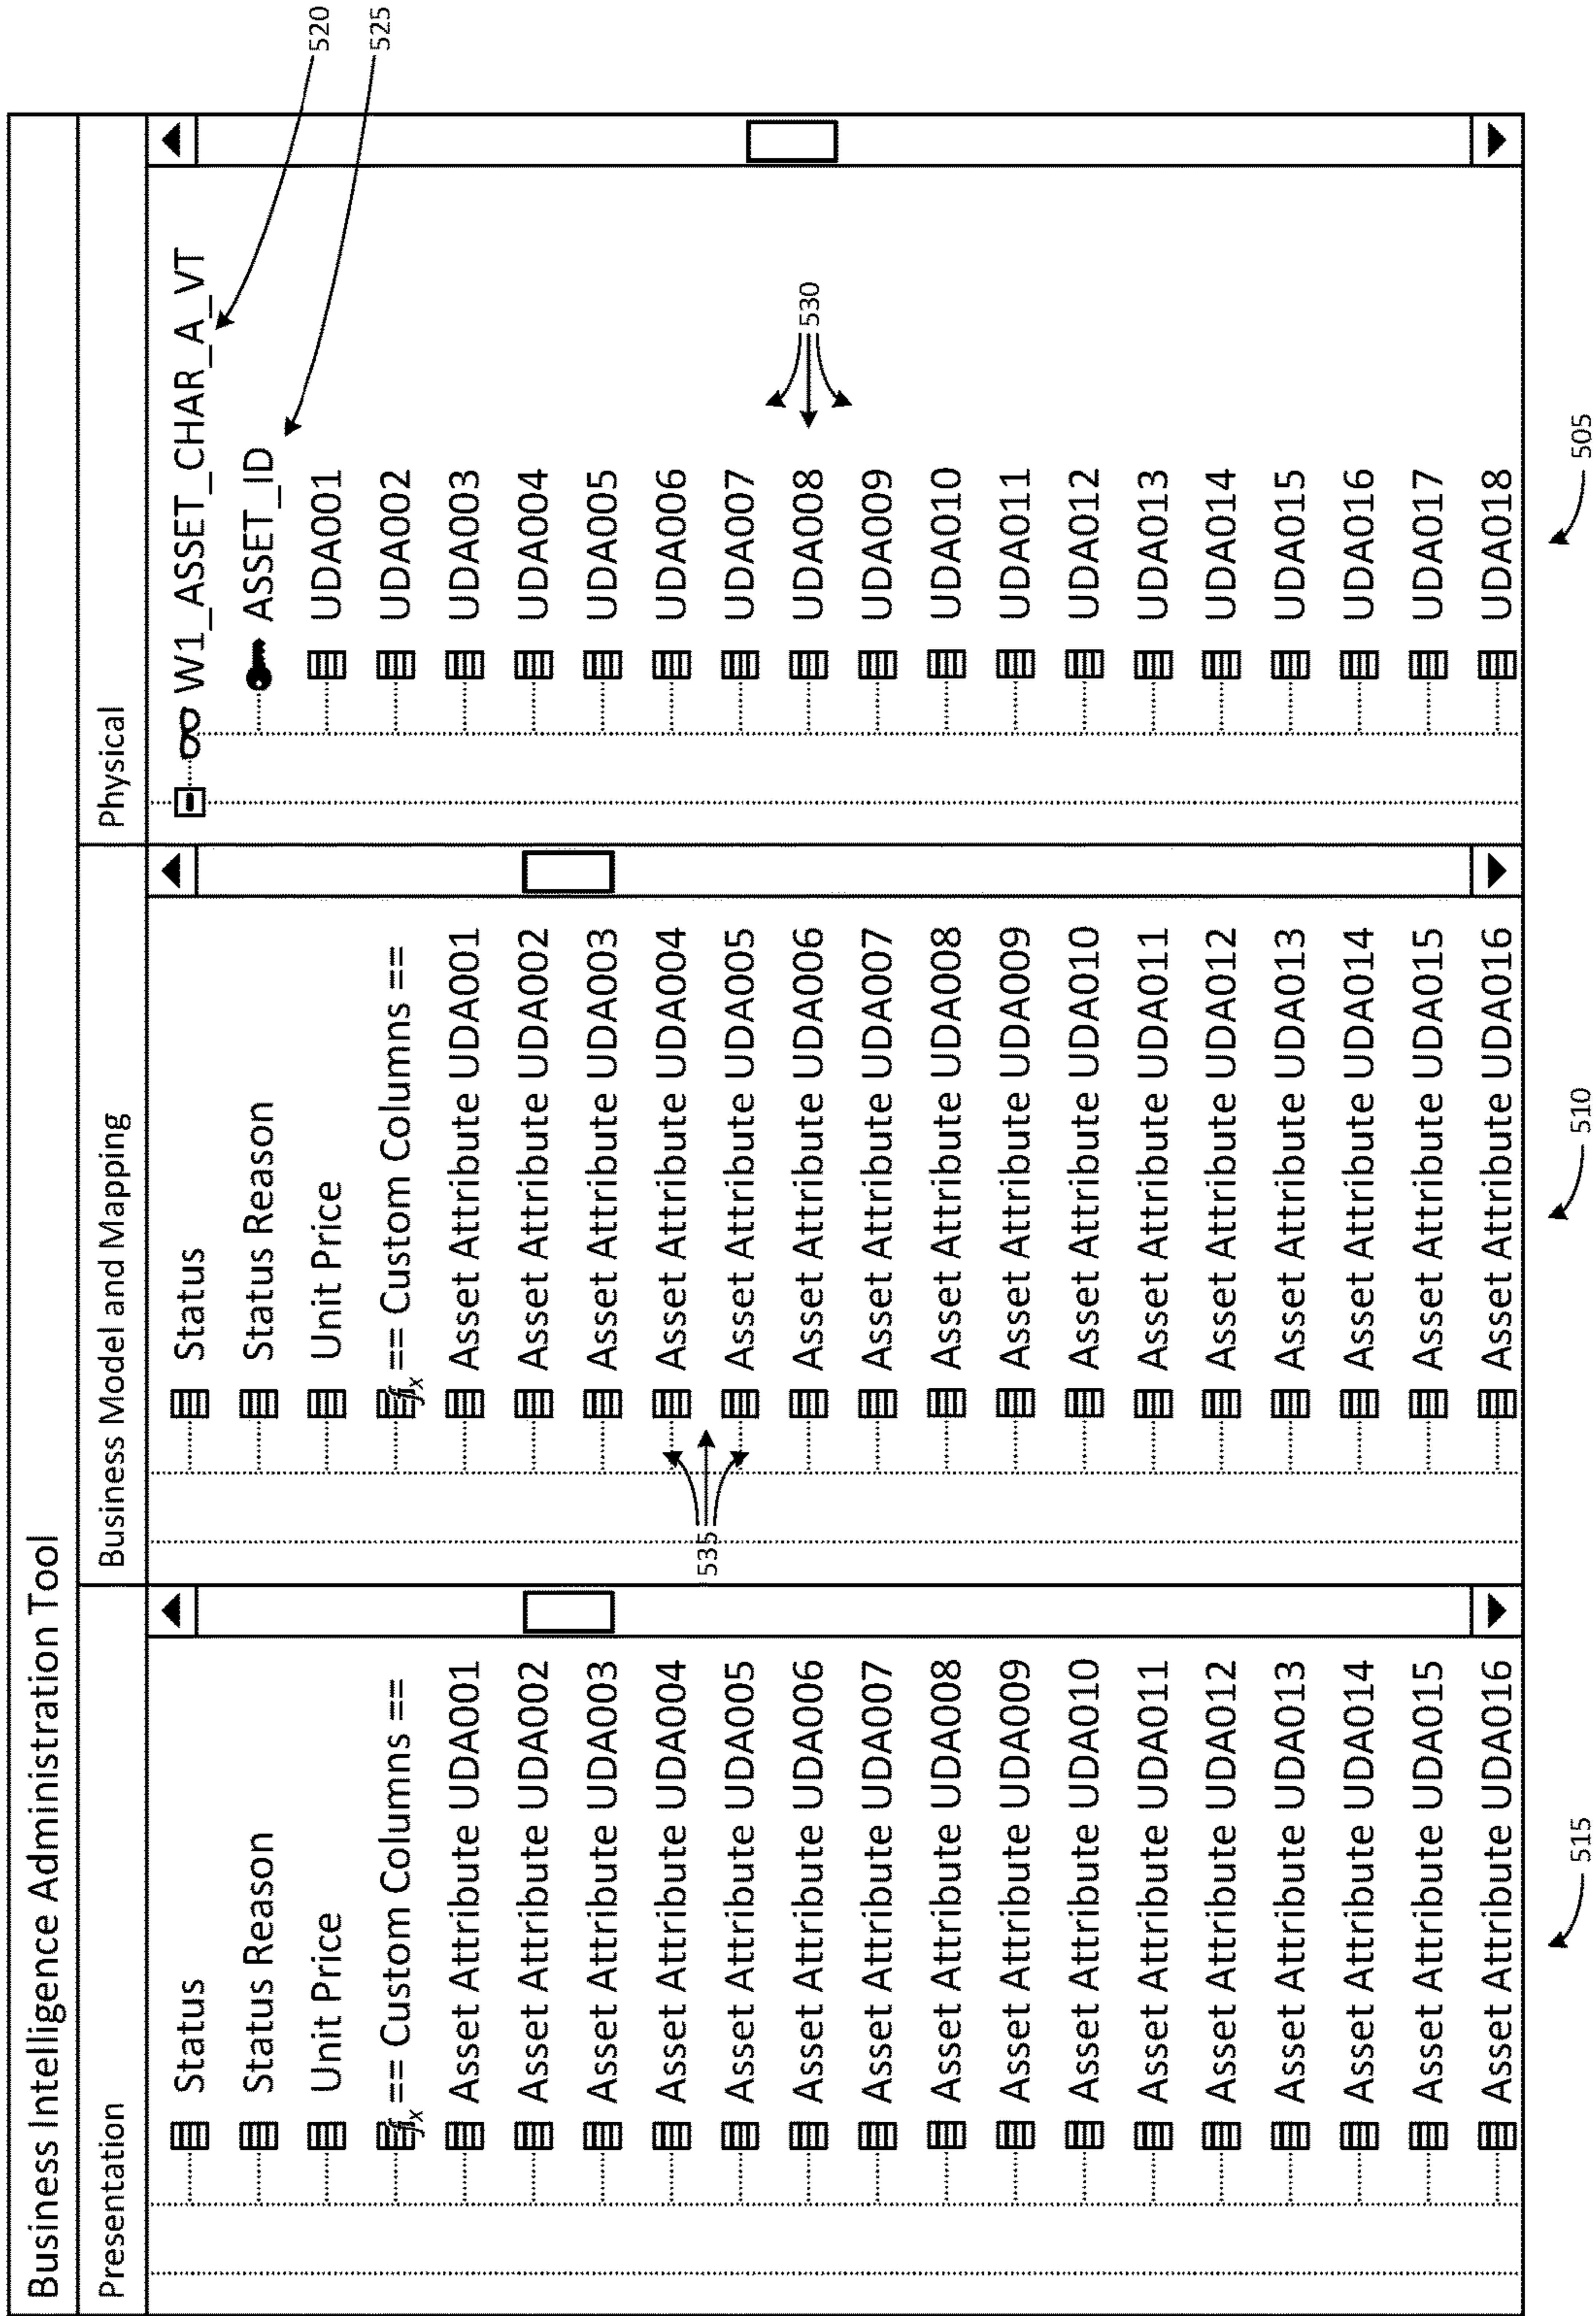 Business Intelligence Administration Tool
Presentation
Status
Status Reason
Unit Price
fx == Custom Columns ==
Asset Attribute UDA001
Asset Attribute UDA002
Asset Attribute UDA003
Asset Attribute UDA004
Asset Attribute UDA005
Asset Attribute UDA006
Asset Attribute UDA007
Asset Attribute UDA008
Asset Attribute UDA009
Asset Attribute UDA010
Asset Attribute UDA011
Asset Attribute UDA012
Asset Attribute UDA013
Asset Attribute UDA014
Asset Attribute UDA015
Asset Attribute UDA016
515
Business Model and Mapping
Status
Status Reason
Unit Price
fx == Custom Columns ==
Asset Attribute UDA001
Asset Attribute UDA002
Asset Attribute UDA003
Asset Attribute UDA004
535
Asset Attribute UDA005
Asset Attribute UDA006
Asset Attribute UDA007
Asset Attribute UDA008
Asset Attribute UDA009
Asset Attribute UDA010
Asset Attribute UDA011
Asset Attribute UDA012
Asset Attribute UDA013
Asset Attribute UDA014
Asset Attribute UDA015
Asset Attribute UDA016
510
Physical
W1_ASSET_CHAR_A_VT
520
ASSET_ID
525
UDA001
UDA002
UDA003
UDA004
UDA005
UDA006
UDA007
UDA008
530
UDA009
UDA010
UDA011
UDA012
UDA013
UDA014
UDA015
UDA016
UDA017
UDA018
505